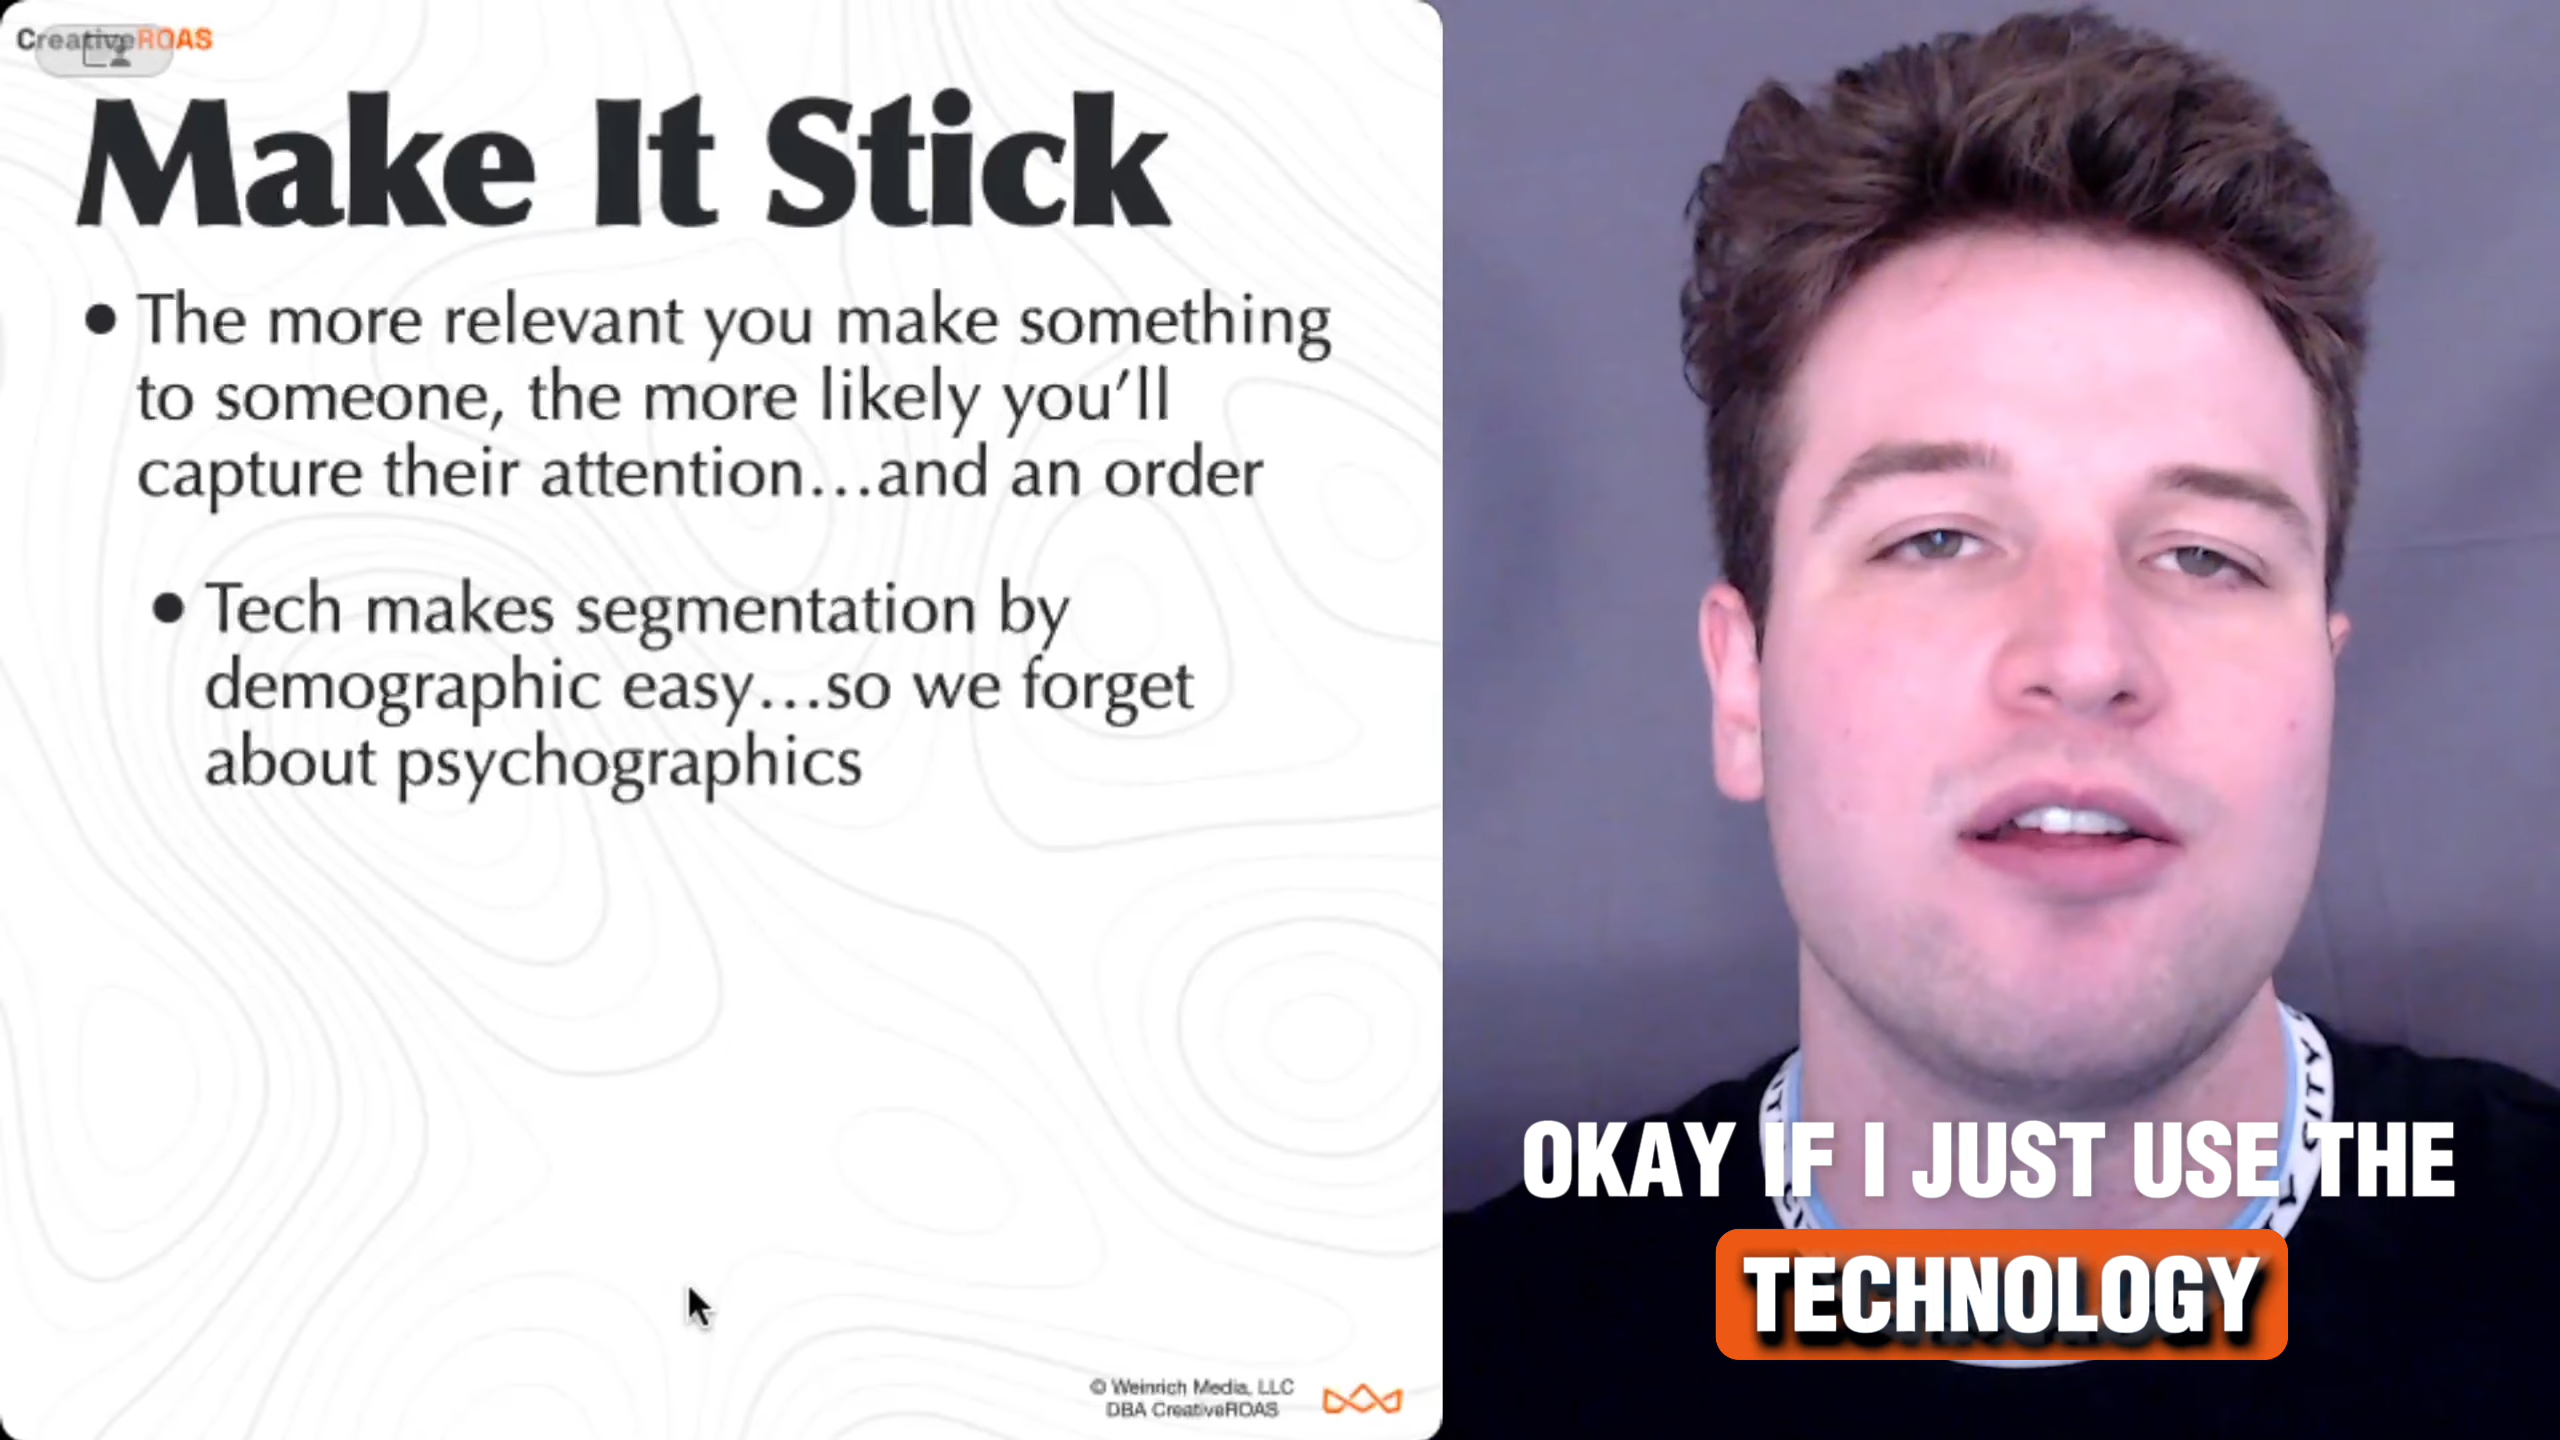 CreativeROAS
Make It Stick
• The more relevant you make something
to someone, the more likely you’ll
capture their attention…and an order
• Tech makes segmentation by
demographic easy…so we forget
about psychographics
© Weinrich Media, LLC
DBA CreativeROAS
CITY
OKAY IF I JUST USE THE
TECHNOLOGY